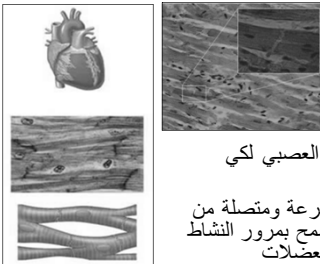 العصبي لكي
رعة ومتصلة من
مح بمرور النشاط
عضلات